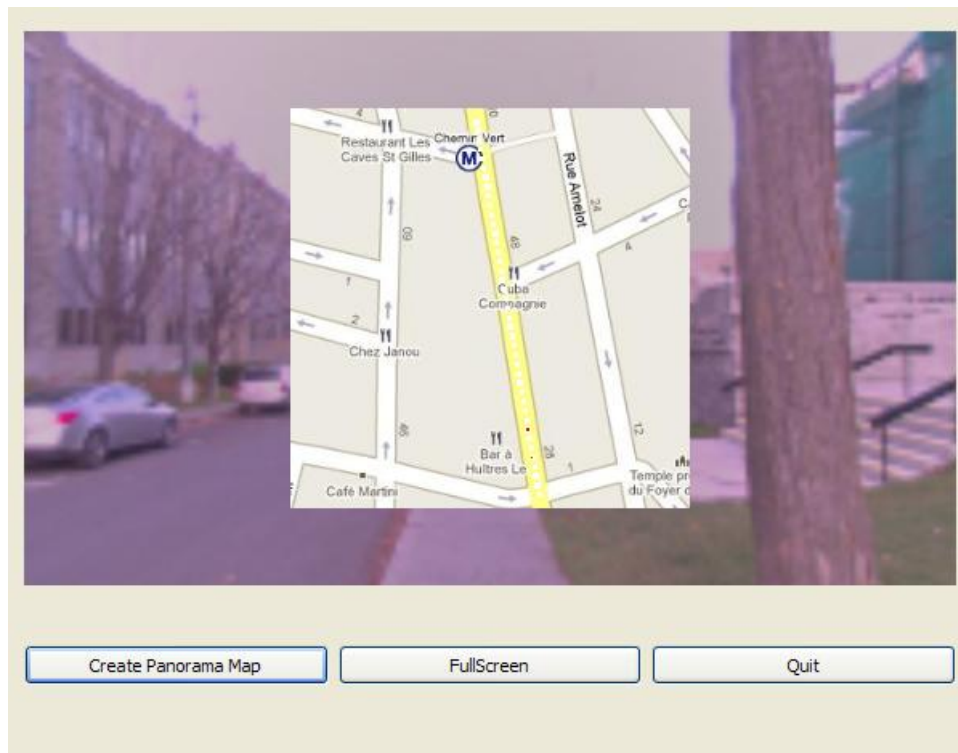 Restaurant Les
Caves St Gilles
Chemin Vert
M
Rue Amelot
24
4
48
60
1
2
Cuba
Compagnie
Chez Janou
46
12
Bar à
Huîtres Le
28
1
Café Martini
Temple pr
du Foyer d
Create Panorama Map
FullScreen
Quit